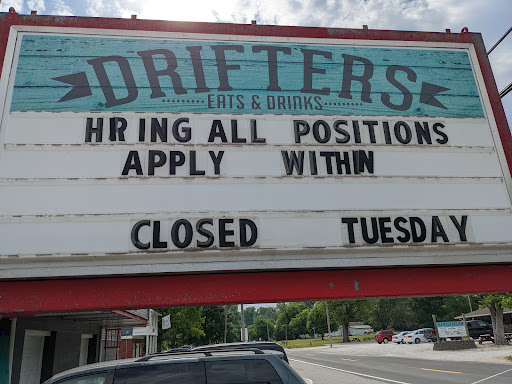 DRIFTERS
EATS & DRINKS
HRING ALL POSITIONS
APPLY WITHIN
CLOSED TUESDAY